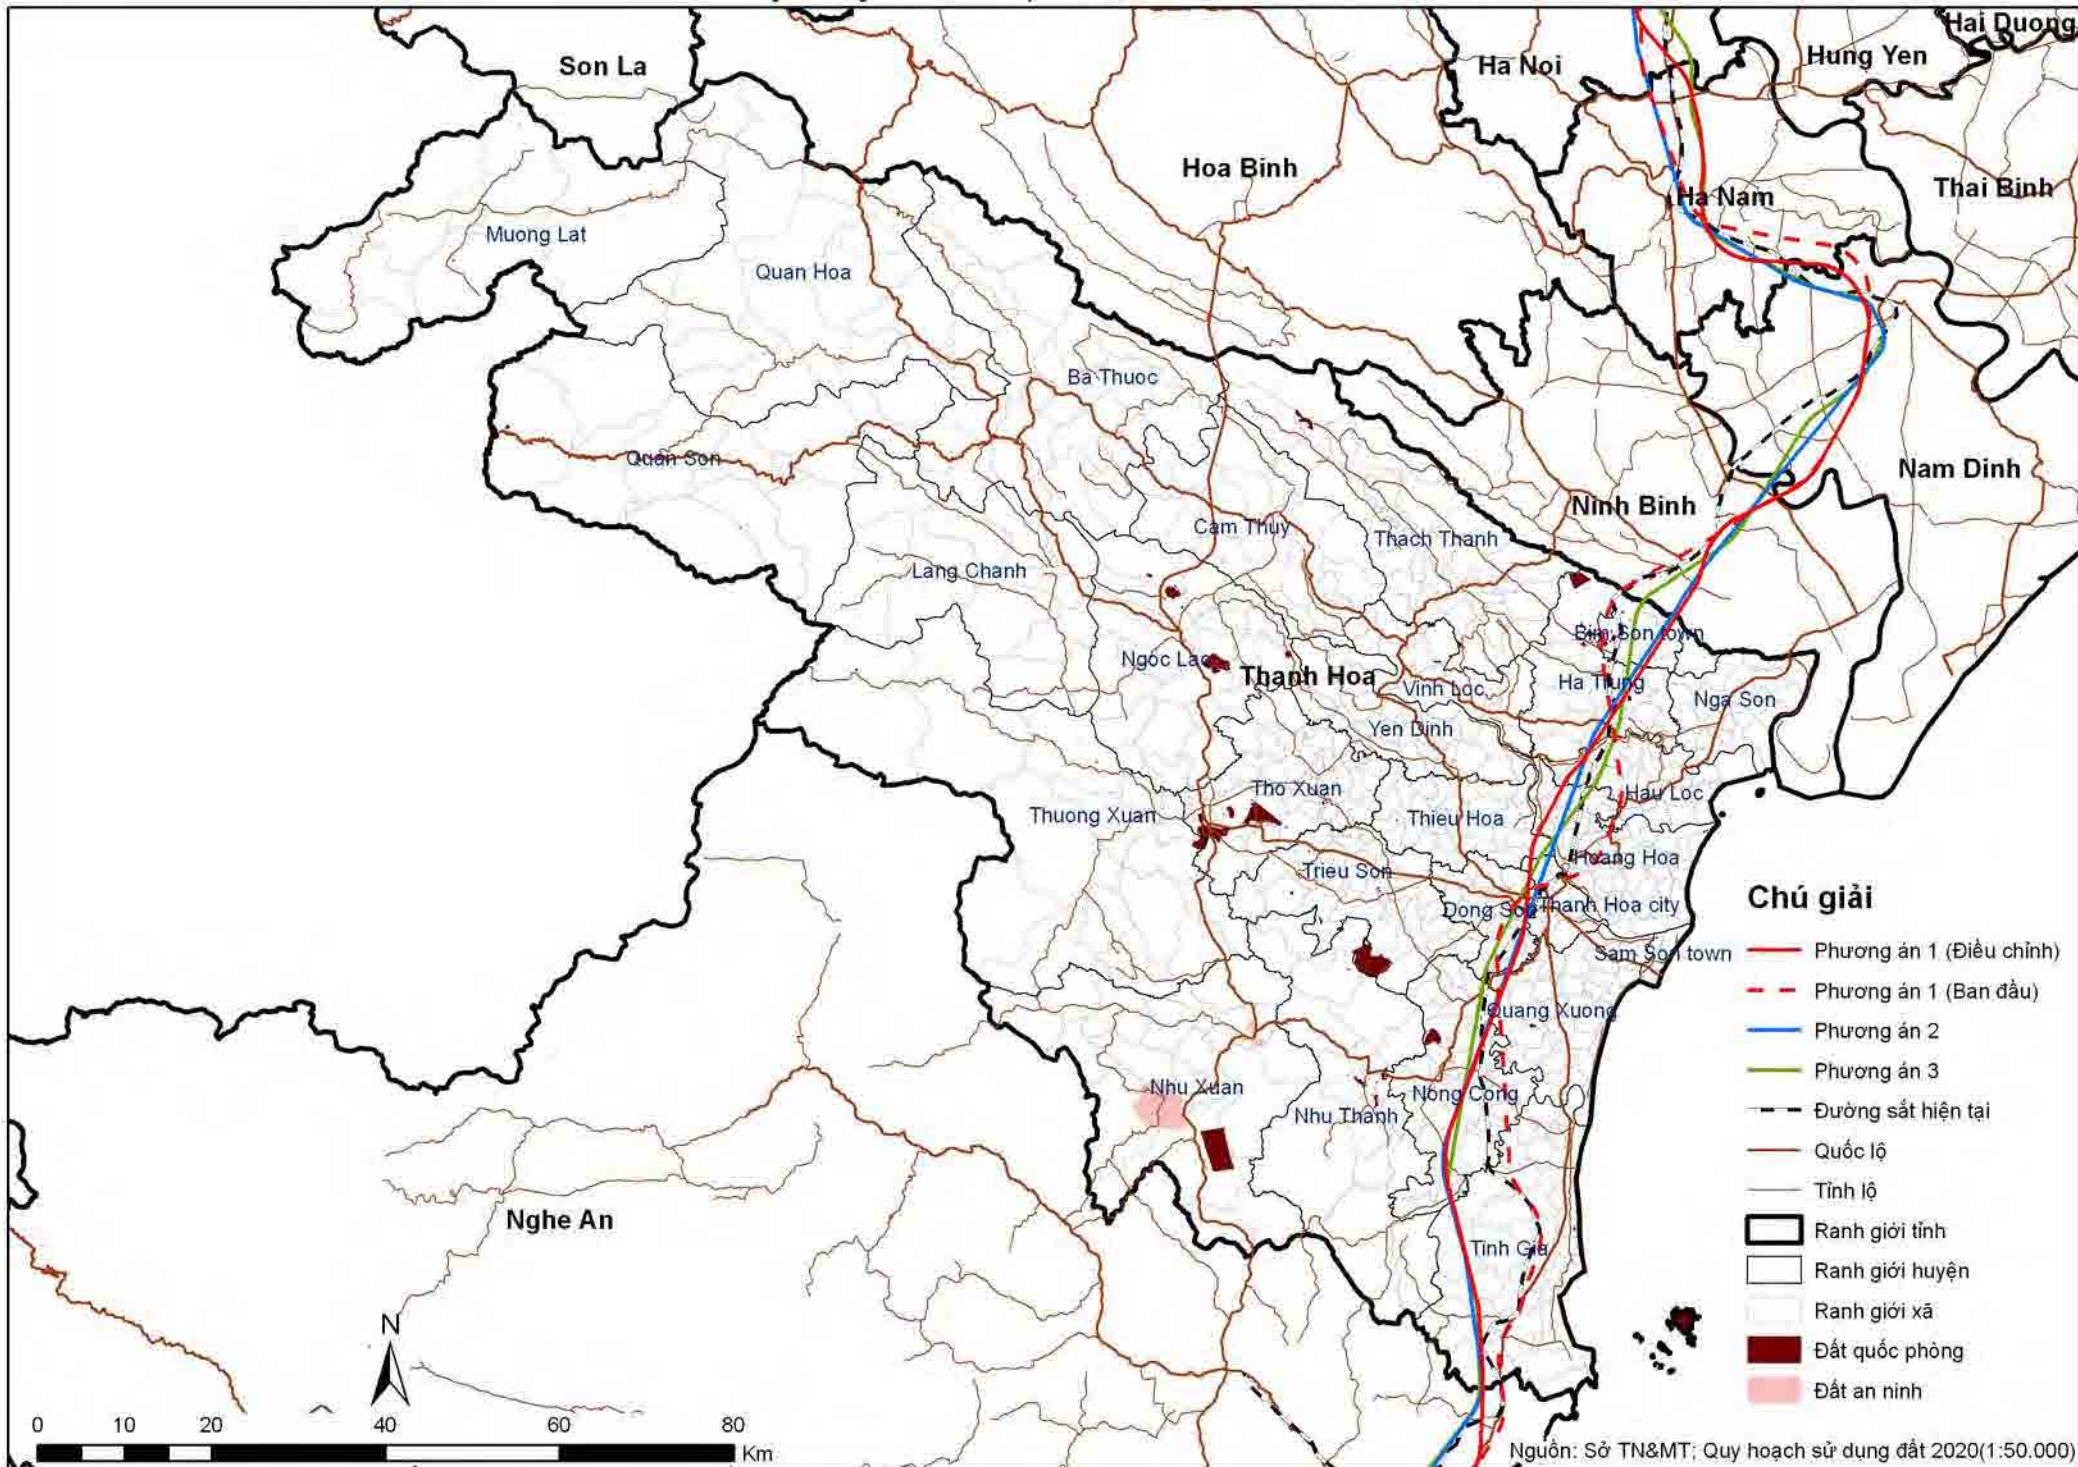 Hai Duong
Son La
Ha Noi
Hung Yen
Hoa Binh
Ha Nam
Thai Binh
Muong Lat
Quan Hoa
Ba Thuoc
Quan Son
Nam Dinh
Ninh Binh
Cam Thuy
Thach Thanh
Lang Chanh
Bim Son town
Ngoc Lac
Thanh Hoa
Vinh Loc
Ha Trung
Nga Son
Yen Dinh
Tho Xuan
Hau Loc
Thuong Xuan
Thieu Hoa
Hoang Hoa
Trieu Son
Dong Son
Thanh Hoa city
Sam Son town
Quang Xuong
Nhu Xuan
Nong Cong
Nhu Thanh
Nghe An
Tinh Gia
Chú giải
Phương án 1 (Điều chỉnh)
Phương án 1 (Ban đầu)
Phương án 2
Phương án 3
Đường sắt hiện tại
Quốc lộ
Tỉnh lộ
Ranh giới tỉnh
Ranh giới huyện
Ranh giới xã
Đất quốc phòng
Đất an ninh
N
0 10 20 40 60 80
Km
Nguồn: Sở TN&MT; Quy hoạch sử dụng đất 2020(1:50.000)